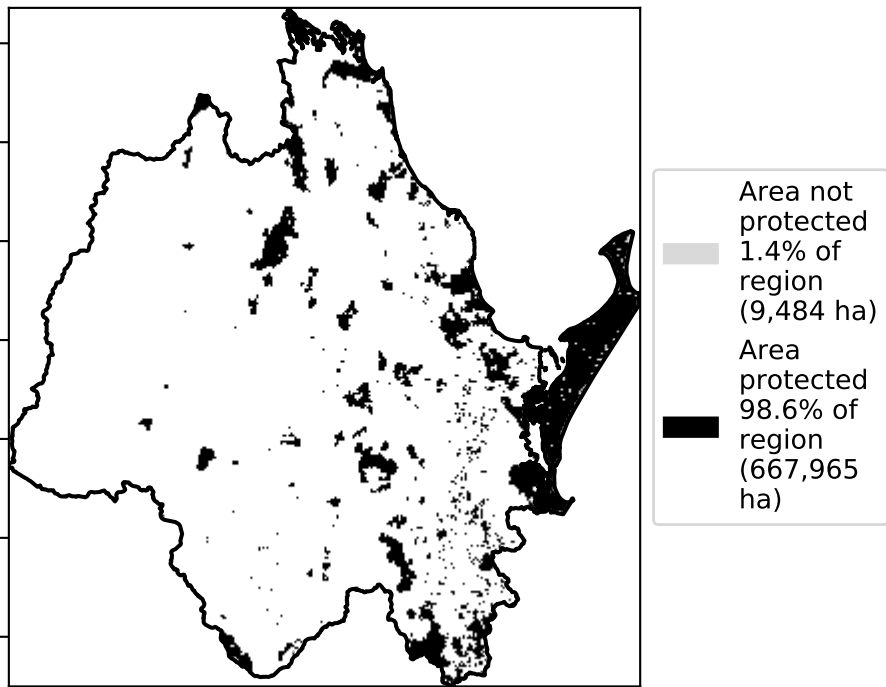 Area not
protected
1.4% of
region
(9,484 ha)
Area
protected
98.6% of
region
(667,965
ha)